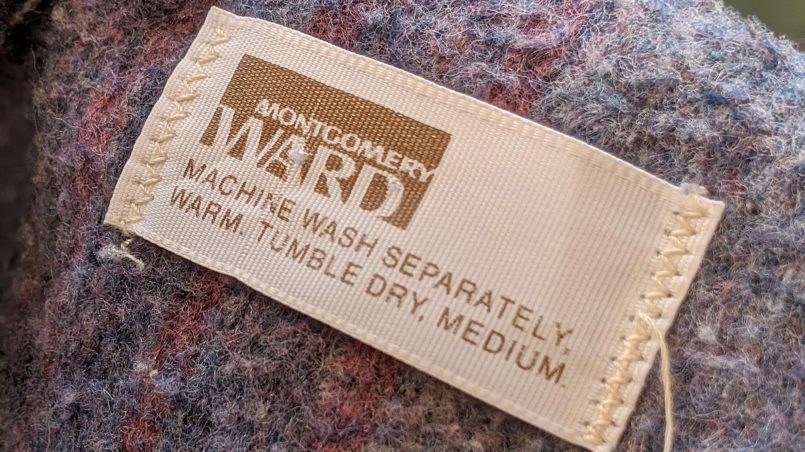 MONTGOMERY
WARD
MACHINE WASH SEPARATELY,
WARM. TUMBLE DRY, MEDIUM.